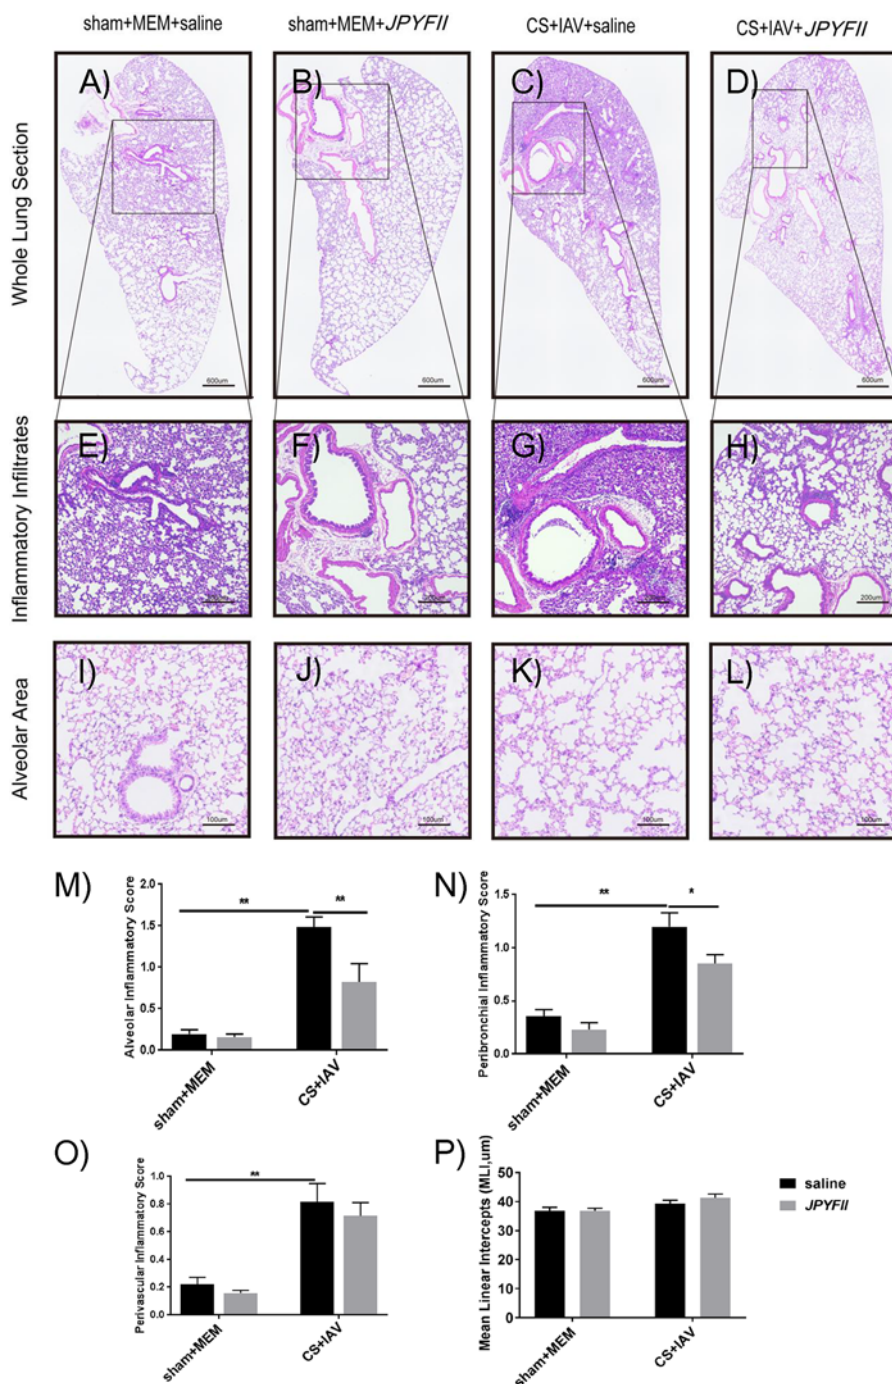 sham+MEM+saline
sham+MEM+JPYFII
CS+IAV+saline
CS+IAV+JPYFII
Whole Lung Section
A)
B)
C)
D)
600um
600um
600um
600um
Inflammatory Infiltrates
E)
F)
G)
H)
200um
Alveolar Area
I)
J)
K)
L)
100um
100um
100um
100um
M)
Alveolar Inflammatory Score
2.0
1.5
1.0
0.5
0.0
**
**
sham+MEM
CS+IAV
N)
Peribronchial Inflammatory Score
1.5
1.0
0.5
0.0
**
*
sham+MEM
CS+IAV
O)
Perivascular Inflammatory Score
1.0
0.8
0.6
0.4
0.2
0.0
**
sham+MEM
CS+IAV
P)
Mean Linear Intercepts (MLI,um)
50
40
30
20
10
0
sham+MEM
CS+IAV
saline
JPYFII